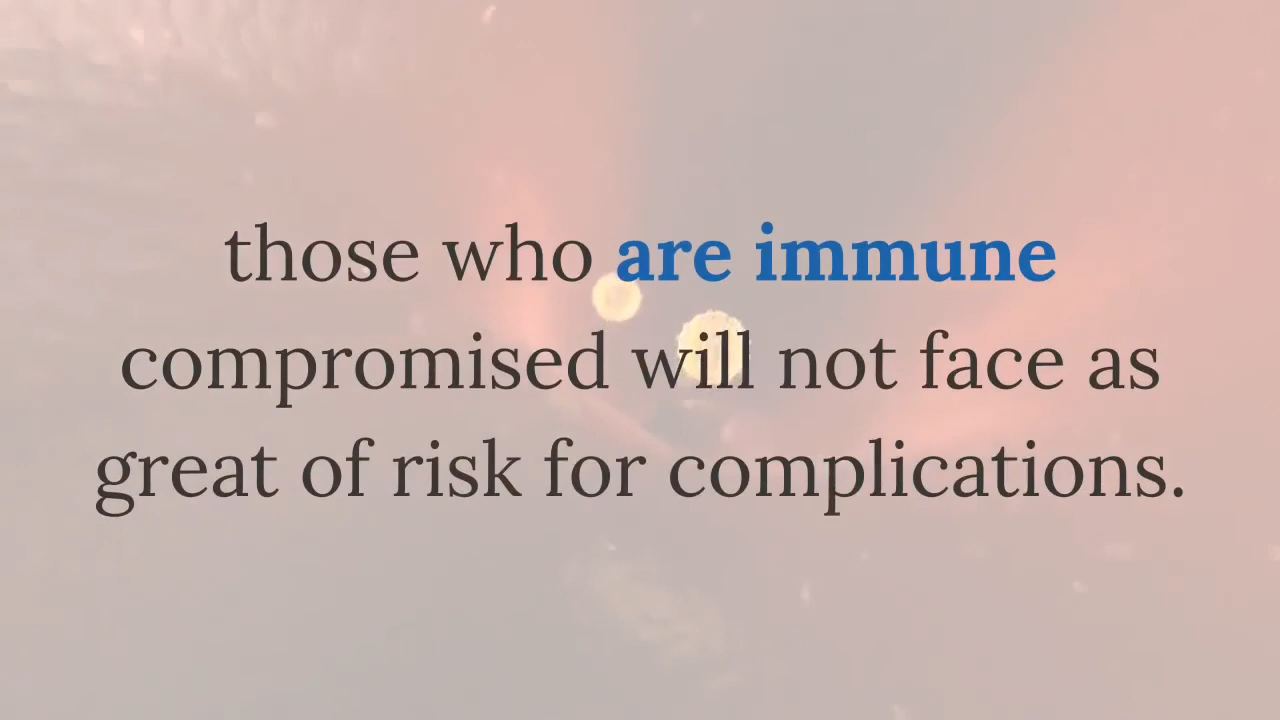 those who are immune
compromised will not face as
great of risk for complications.